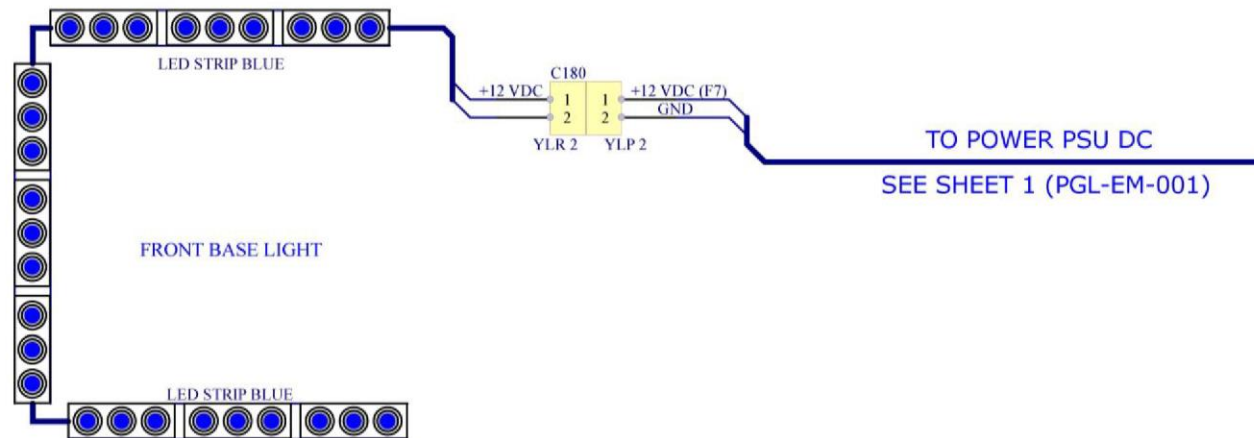 LED STRIP BLUE
C180
+12 VDC 1 1 +12 VDC (F7)
2 2 GND
YLR 2 YLP 2
TO POWER PSU DC
SEE SHEET 1 (PGL-EM-001)
FRONT BASE LIGHT
LED STRIP BLUE